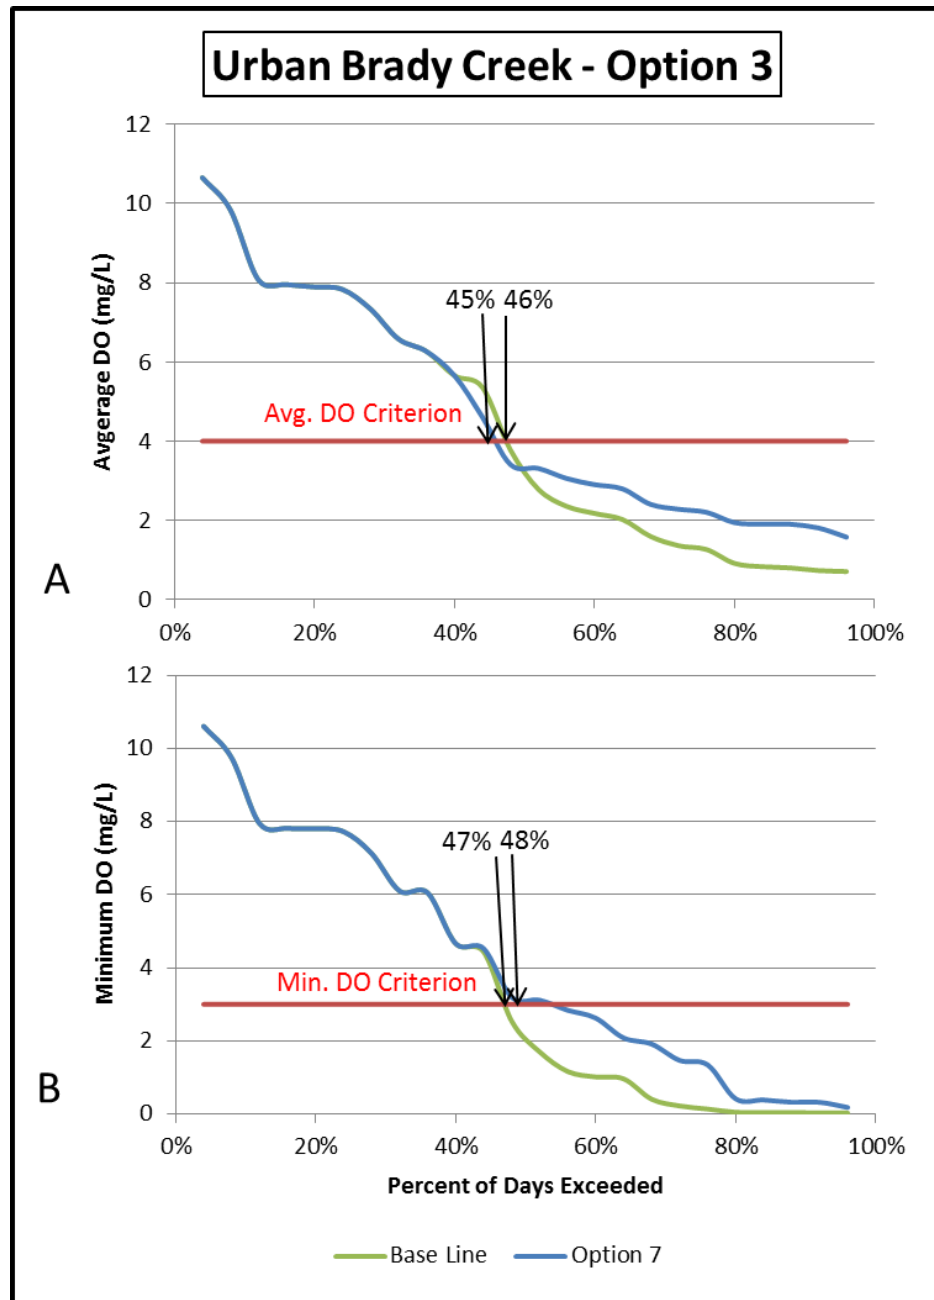 Urban Brady Creek - Option 3
12
10
8
6
4
2
0
Avgerage DO (mg/L)
45% 46%
Avg. DO Criterion
A
0% 20% 40% 60% 80% 100%
12
10
8
6
4
2
0
Minimum DO (mg/L)
47% 48%
Min. DO Criterion
B
0% 20% 40% 60% 80% 100%
Percent of Days Exceeded
Base Line Option 7